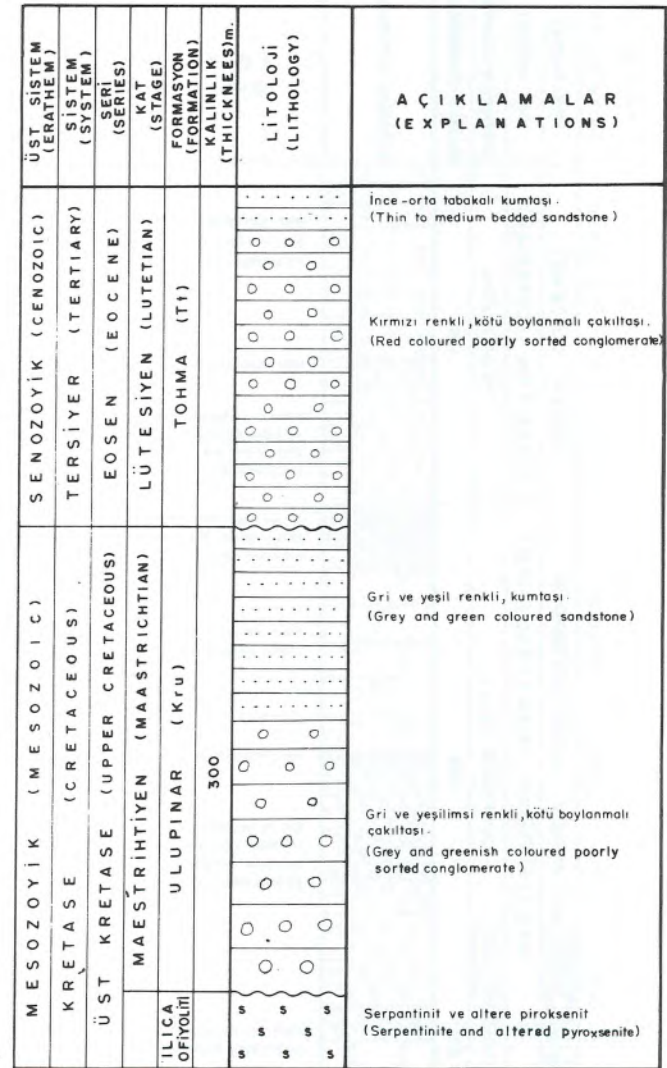 ÜST SİSTEM
(ERATHEM)
SİSTEM
(SYSTEM)
SERİ
(SERIES)
KAT
(STAGE)
FORMASYON
(FORMATION)
KALINLIK
(THICKNEES)m.
LİTOLOJİ
(LITHOLOGY)
AÇIKLAMALAR
(EXPLANATIONS)
SENOZOYİK (CENOZOIC)
TERSİYER (TERTIARY)
EOSEN (EOCENE)
LÜTESİYEN (LUTETIAN)
TOHMA (Tt)
İnce-orta tabakalı kumtaşı.
(Thin to medium bedded sandstone)
Kırmızı renkli, kötü boylanmalı çakıltaşı.
(Red coloured poorly sorted conglomerate)
MESOZOYİK (MESOZOIC)
KRETASE (CRETACEOUS)
ÜST KRETASE (UPPER CRETACEOUS)
MAESTRİHTİYEN (MAASTRICHTIAN)
ULUPINAR (Kru)
300
Gri ve yeşil renkli, kumtaşı.
(Grey and green coloured sandstone)
Gri ve yeşilimsi renkli, kötü boylanmalı
çakıltaşı.
(Grey and greenish coloured poorly
sorted conglomerate)
ILICA
OFİYOLİTİ
s s s
s s
s s s
Serpantinit ve altere piroksenit
(Serpentinite and altered pyroxsenite)